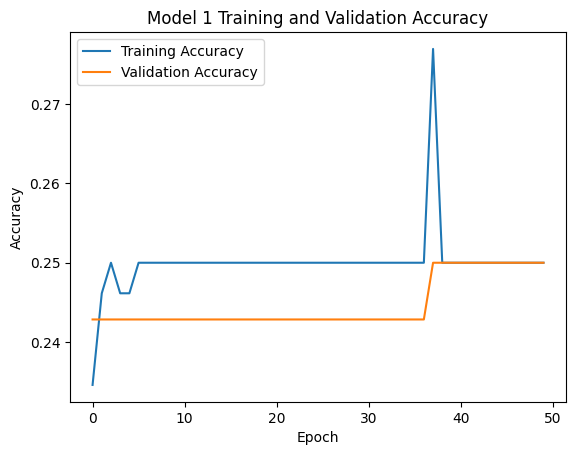 Model 1 Training and Validation Accuracy
Training Accuracy
Validation Accuracy
0.27
0.26
0.25
0.24
Accuracy
0 10 20 30 40 50
Epoch